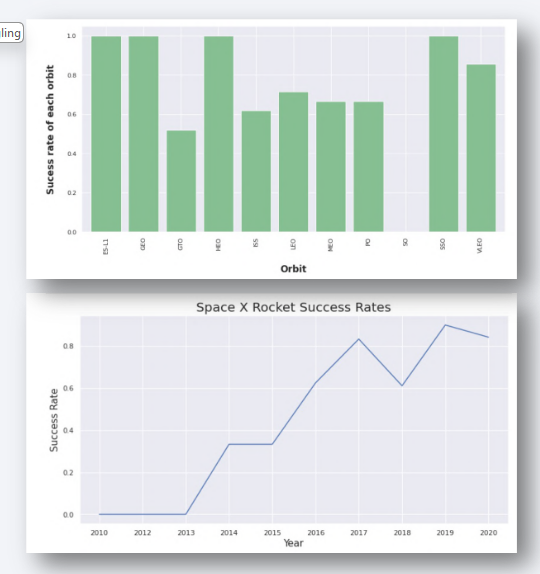 ling
1.0
0.8
0.6
0.4
0.2
0.0
Sucess rate of each orbit
ES-L1 GEO GTO HEO ISS LEO MEO PO SO SSO VLEO
Orbit
Space X Rocket Success Rates
0.8
0.6
0.4
0.2
0.0
Success Rate
2010 2012 2013 2014 2015 2016 2017 2018 2019 2020
Year